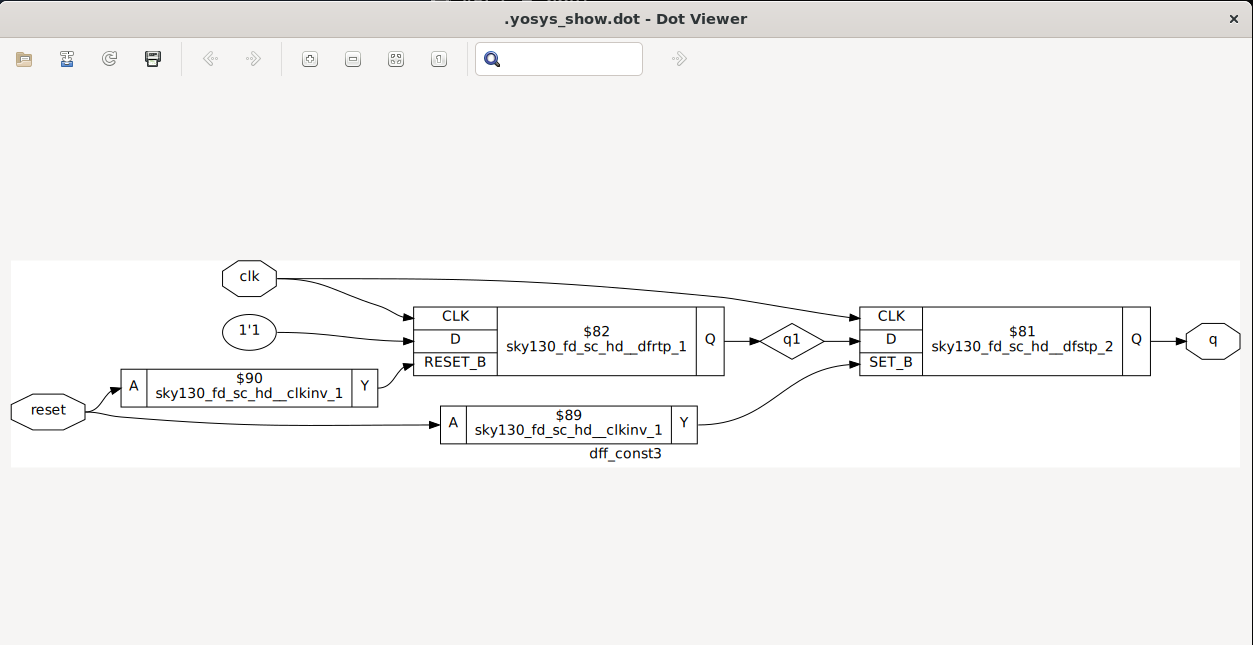 .yosys_show.dot - Dot Viewer
clk
1'1
reset
A
$90
sky130_fd_sc_hd__clkinv_1
Y
CLK
D
RESET_B
$82
sky130_fd_sc_hd__dfrtp_1
Q
A
$89
sky130_fd_sc_hd__clkinv_1
Y
q1
CLK
D
SET_B
$81
sky130_fd_sc_hd__dfstp_2
Q
q
dff_const3